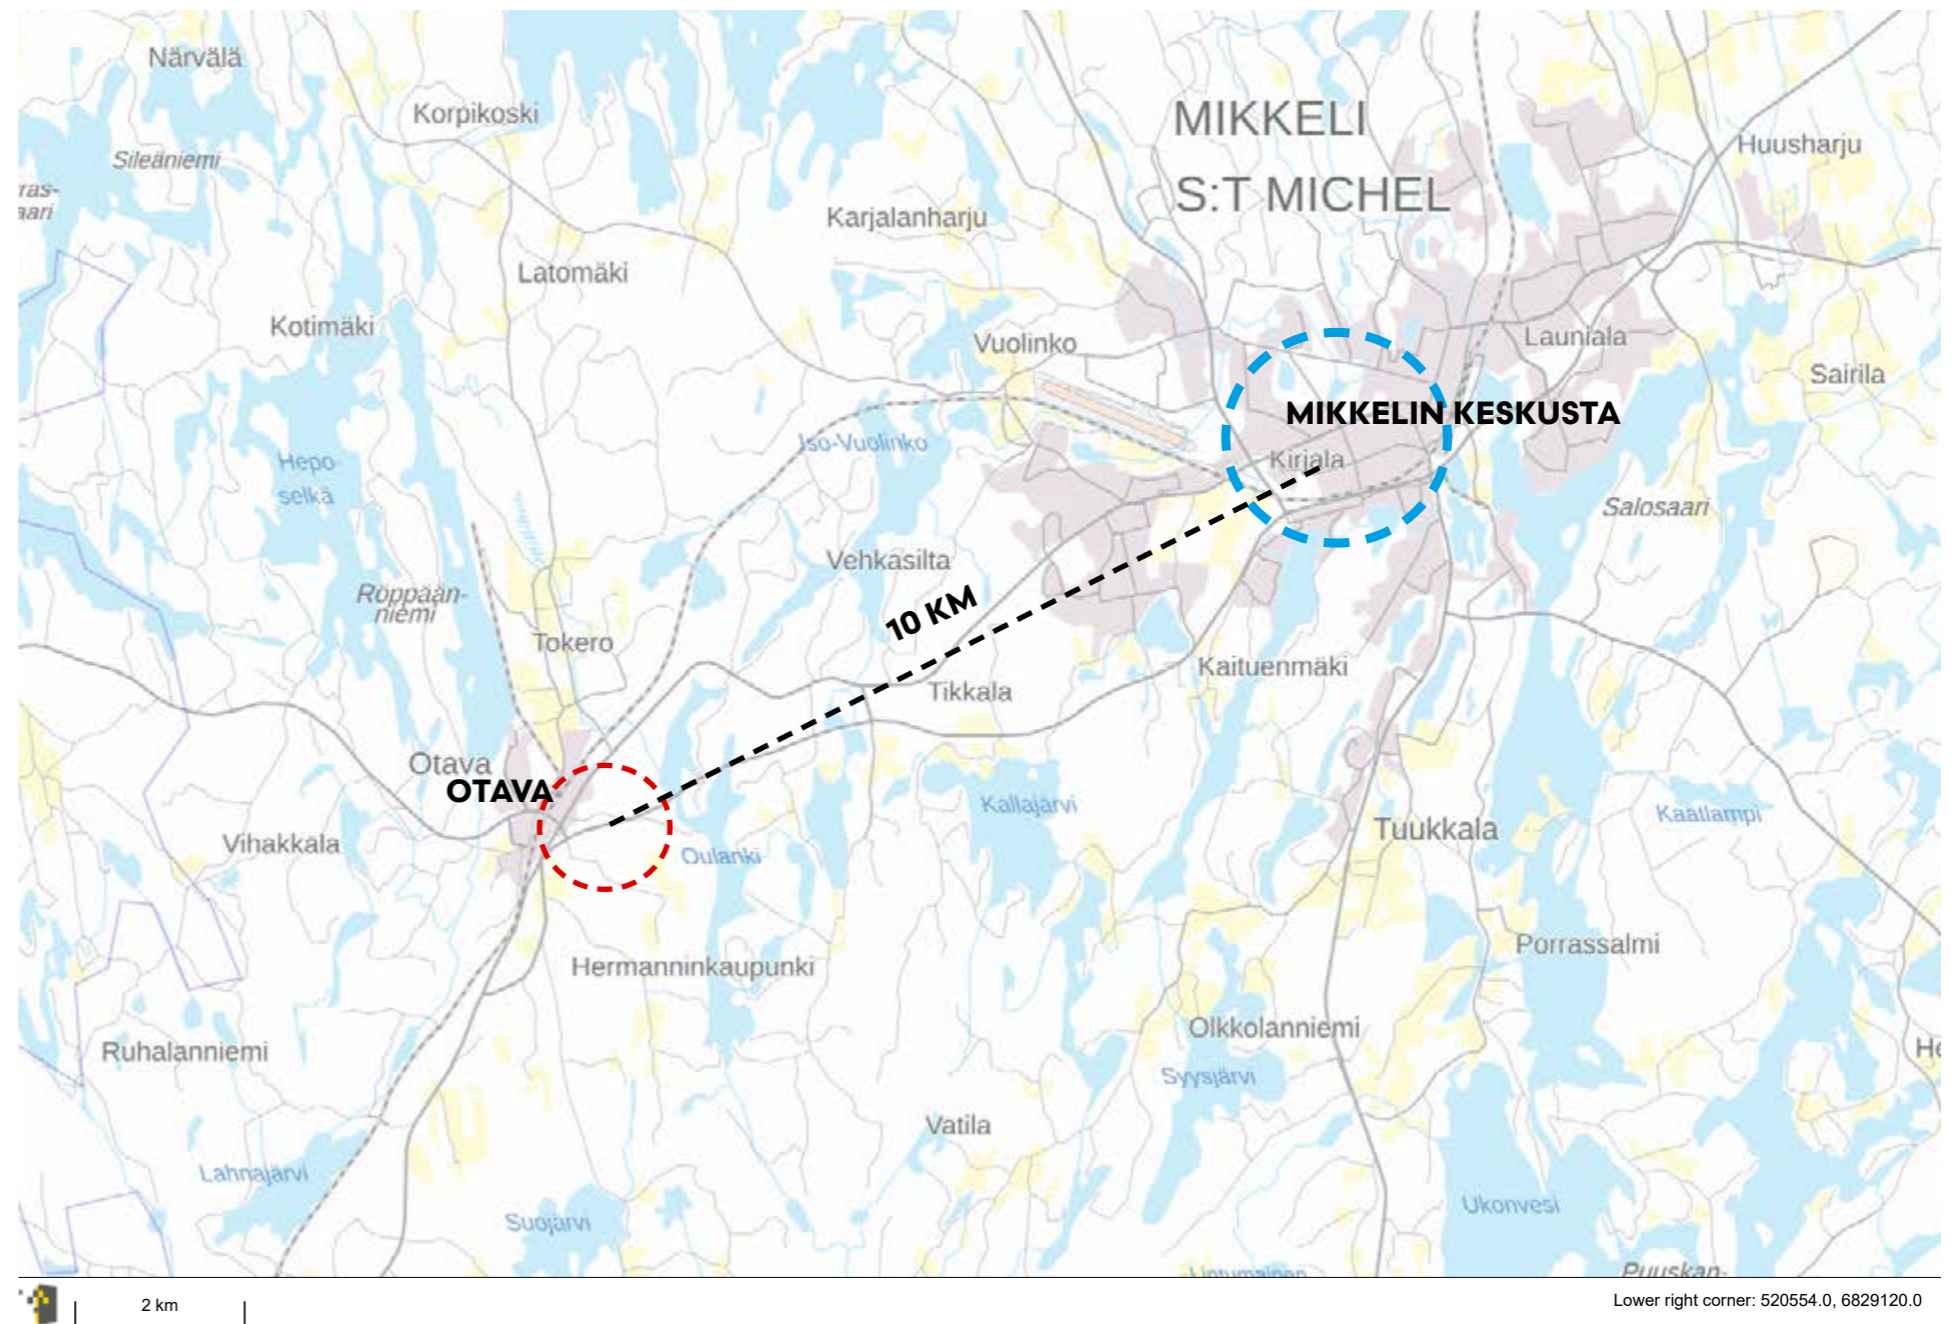 Närvälä
Korpikoski
MIKKELI
Huusharju
Sileäniemi
S:T MICHEL
Karjalanharju
Latomäki
Kotimäki
Vuolinko
Launiala
Sairila
MIKKELIN KESKUSTA
Iso-Vuolinko
Hepo-
selkä
Kirjala
Salosaari
Vehkasilta
Röppään-
niemi
10 KM
Tokero
Kaituenmäki
Tikkala
Otava
OTAVA
Kallajärvi
Kaatlampi
Tuukkala
Vihakkala
Oulanki
Porrassalmi
Hermanninkaupunki
Olkkolanniemi
Ruhalanniemi
Syysjärvi
Vatila
Lahnajärvi
Ukonvesi
Suojärvi
Puuskan-
2 km
Lower right corner: 520554.0, 6829120.0